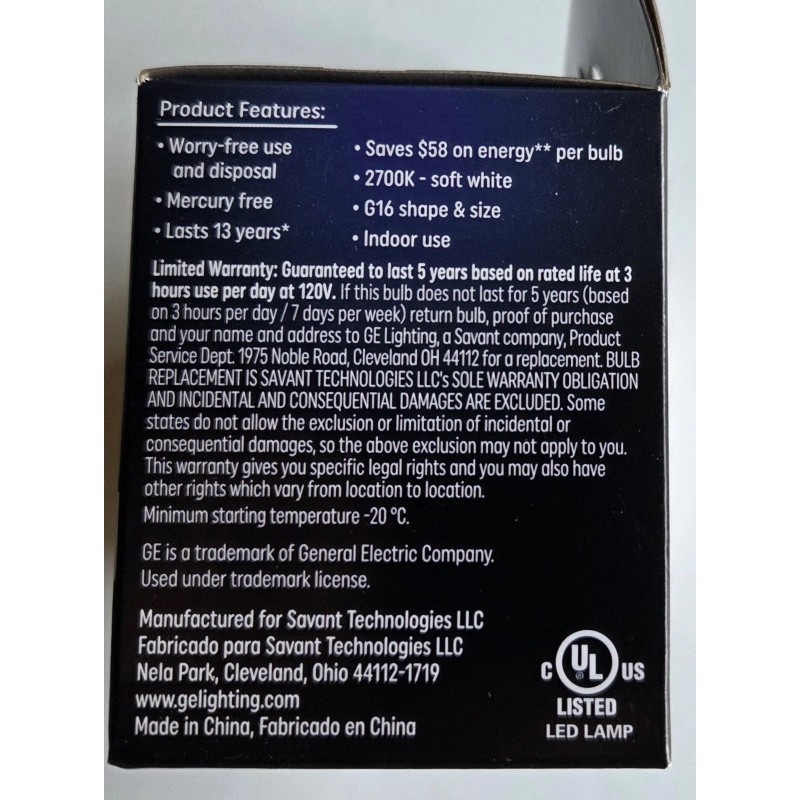 Product Features:
• Worry-free use
and disposal
• Mercury free
• Lasts 13 years*
• Saves $58 on energy** per bulb
• 2700K - soft white
• G16 shape & size
• Indoor use
Limited Warranty: Guaranteed to last 5 years based on rated life at 3
hours use per day at 120V. If this bulb does not last for 5 years (based
on 3 hours per day / 7 days per week) return bulb, proof of purchase
and your name and address to GE Lighting, a Savant company, Product
Service Dept. 1975 Noble Road, Cleveland OH 44112 for a replacement. BULB
REPLACEMENT IS SAVANT TECHNOLOGIES LLC's SOLE WARRANTY OBLIGATION
AND INCIDENTAL AND CONSEQUENTIAL DAMAGES ARE EXCLUDED. Some
states do not allow the exclusion or limitation of incidental or
consequential damages, so the above exclusion may not apply to you.
This warranty gives you specific legal rights and you may also have
other rights which vary from location to location.
Minimum starting temperature -20 °C.
GE is a trademark of General Electric Company.
Used under trademark license.
Manufactured for Savant Technologies LLC
Fabricado para Savant Technologies LLC
Nela Park, Cleveland, Ohio 44112-1719
www.gelighting.com
Made in China, Fabricado en China
C UL® US
LISTED
LED LAMP